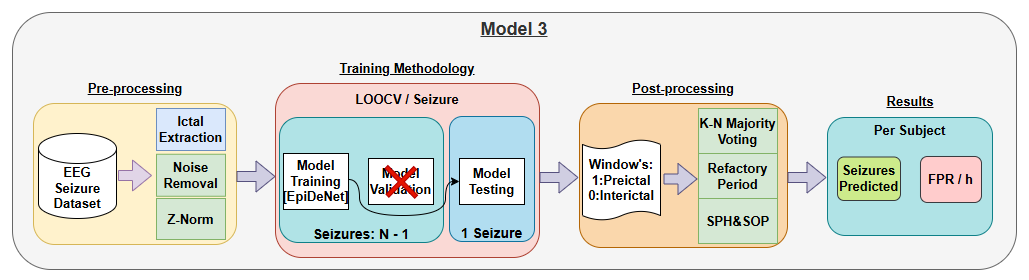 Model 3
Pre-processing
EEG
Seizure
Dataset
Ictal
Extraction
Noise
Removal
Z-Norm
Training Methodology
LOOCV / Seizure
Model
Training
[EpiDeNet]
Model
Validation
Seizures: N - 1
Model
Testing
1 Seizure
Post-processing
Window's:
1:Preictal
0:Interictal
K-N Majority
Voting
Refactory
Period
SPH&SOP
Results
Per Subject
Seizures
Predicted
FPR / h